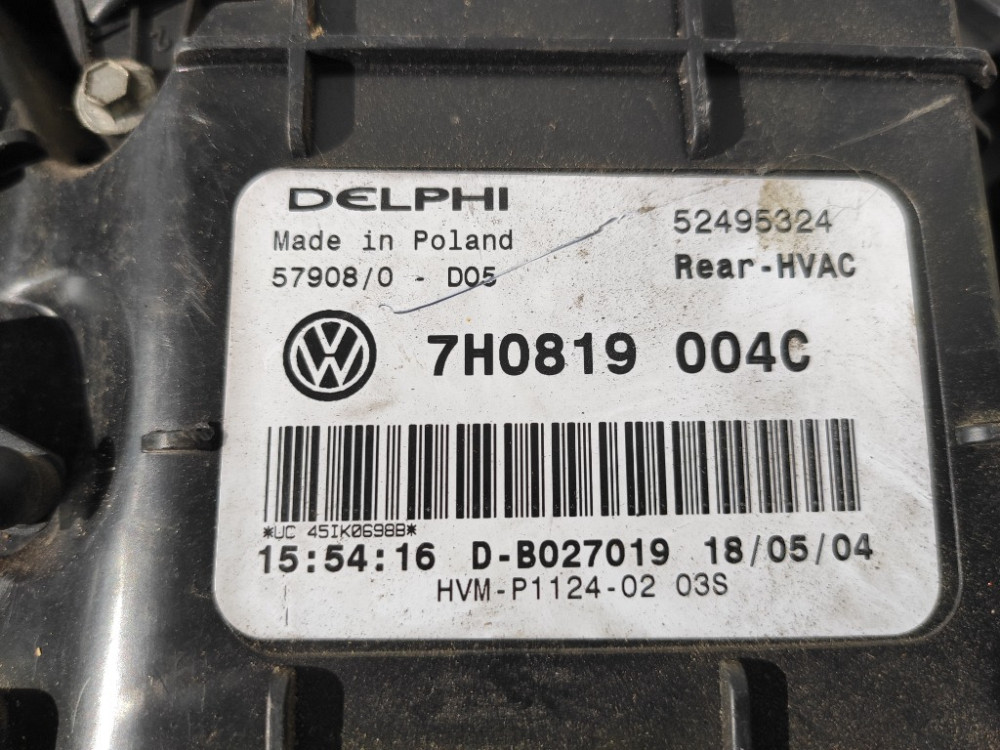 DELPHI
Made in Poland
57908/0 - D05
52495324
Rear-HVAC
7H0819 004C
*UC 45IK0698B*
15:54:16 D-B027019 18/05/04
HVM-P1124-02 03S